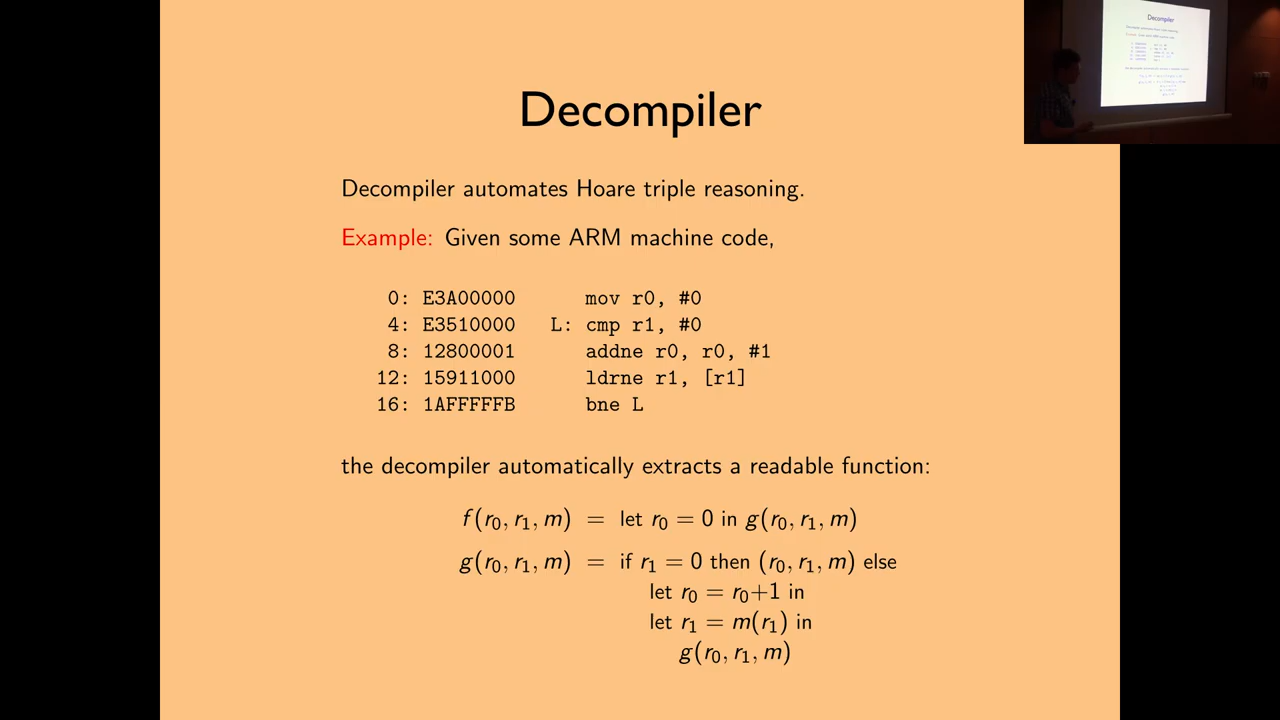 Decompiler
Decompiler automates Hoare triple reasoning.
Example: Given some ARM machine code,
0: E3A00000 mov r0, #0
4: E3510000 L: cmp r1, #0
8: 12800001 addne r0, r0, #1
12: 15911000 ldrne r1, [r1]
16: 1AFFFFFB bne L
the decompiler automatically extracts a readable function:
f(r₀, r₁, m) = let r₀ = 0 in g(r₀, r₁, m)
g(r₀, r₁, m) = if r₁ = 0 then (r₀, r₁, m) else
let r₀ = r₀+1 in
let r₁ = m(r₁) in
g(r₀, r₁, m)
Decompiler